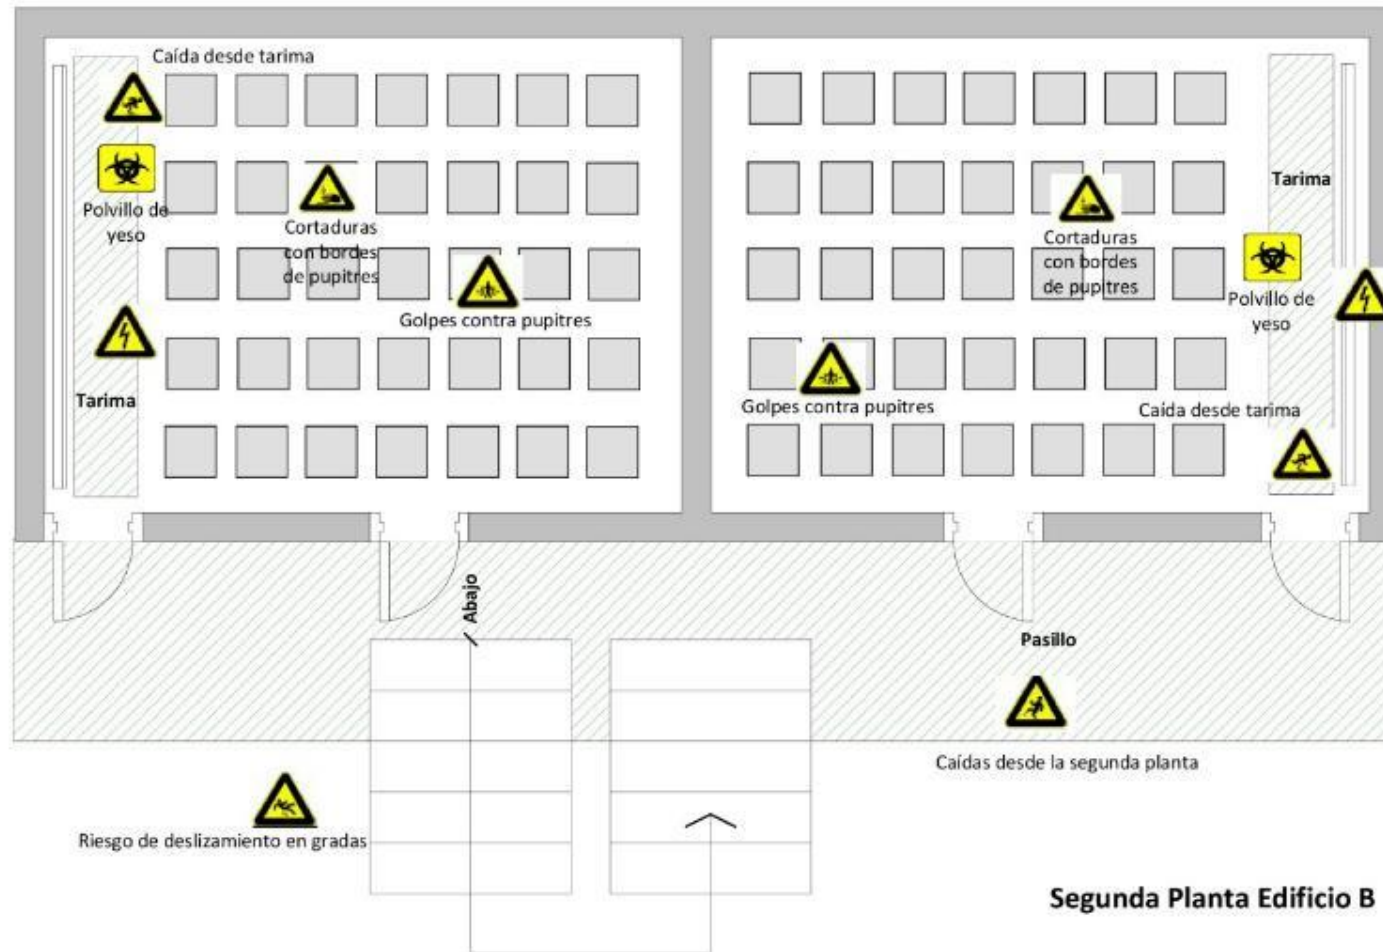 Caída desde tarima
Polvillo de
yeso
Cortaduras
con bordes
de pupitres
Golpes contra pupitres
Tarima
Tarima
Cortaduras
con bordes
de pupitres
Polvillo de
yeso
Golpes contra pupitres
Caída desde tarima
Abajo
Pasillo
Caídas desde la segunda planta
Riesgo de deslizamiento en gradas
Segunda Planta Edificio B